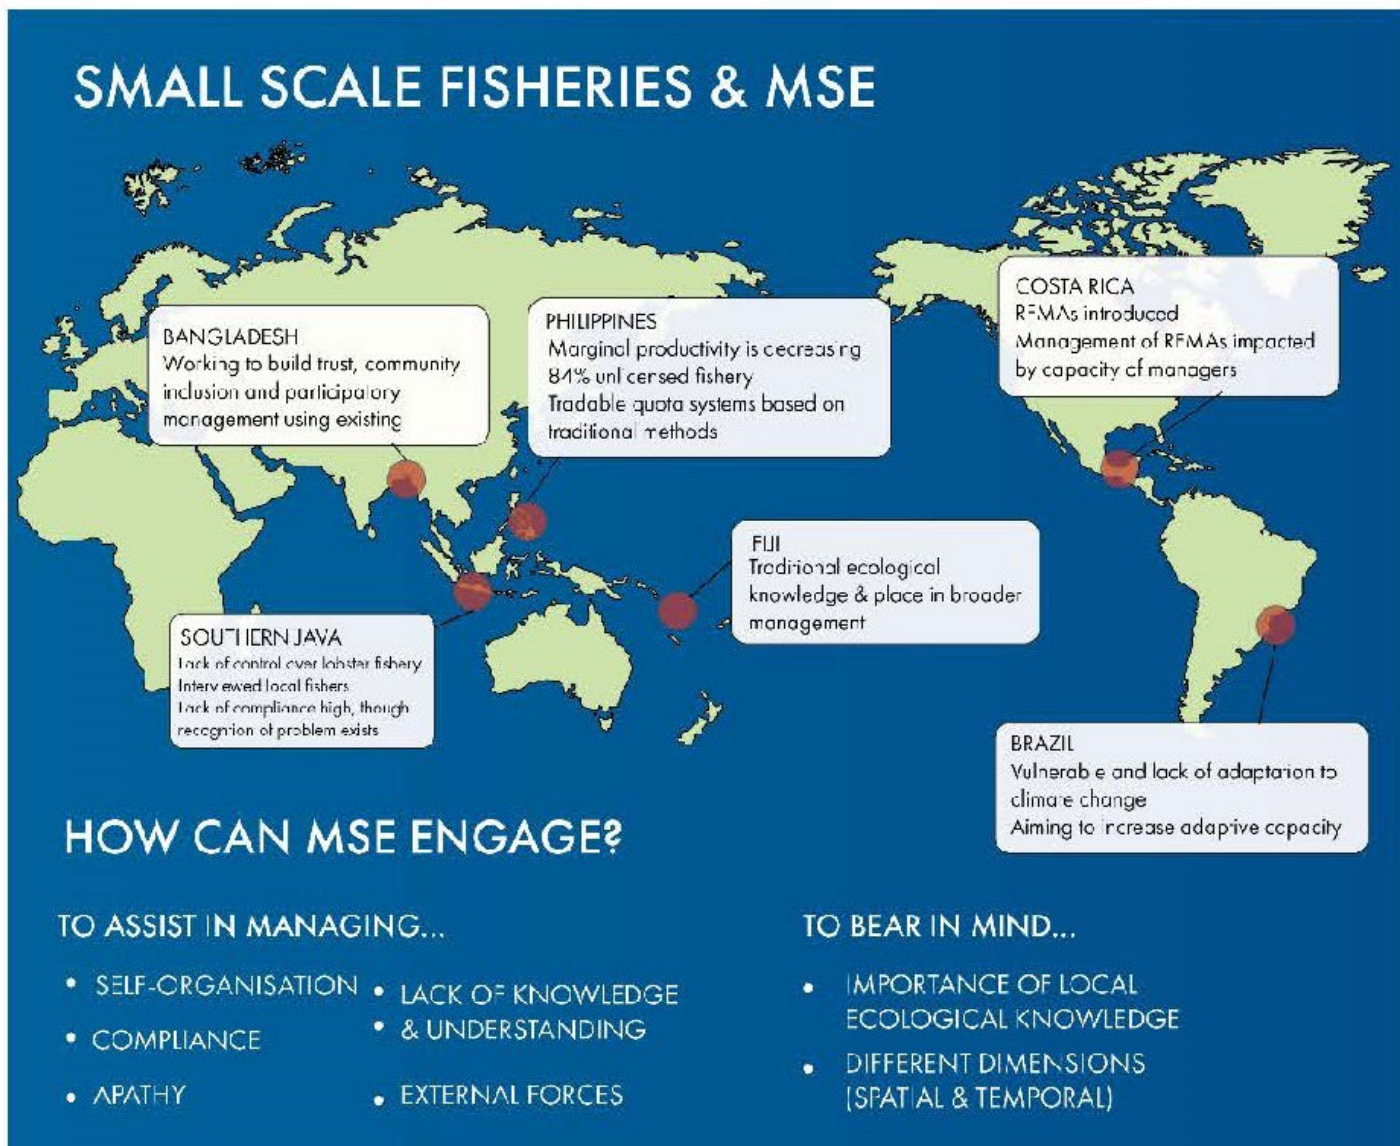 SMALL SCALE FISHERIES & MSE
BANGLADESH
Working to build trust, community
inclusion and participatory
management using existing
PHILIPPINES
Marginal productivity is decreasing
84% unlicensed fishery
Tradable quota systems based on
traditional methods
COSTA RICA
RFMAs introduced
Management of RFMAs impacted
by capacity of managers
FIJI
Traditional ecological
knowledge & place in broader
management
SOUTHERN JAVA
Lack of control over lobster fishery
Interviewed local fishers
Lack of compliance high, though
recognition of problem exists
BRAZIL
Vulnerable and lack of adaptation to
climate change
Aiming to increase adaptive capacity
HOW CAN MSE ENGAGE?
TO ASSIST IN MANAGING...
• SELF-ORGANISATION
• COMPLIANCE
• APATHY
• LACK OF KNOWLEDGE
• & UNDERSTANDING
• EXTERNAL FORCES
TO BEAR IN MIND...
• IMPORTANCE OF LOCAL
ECOLOGICAL KNOWLEDGE
• DIFFERENT DIMENSIONS
(SPATIAL & TEMPORAL)